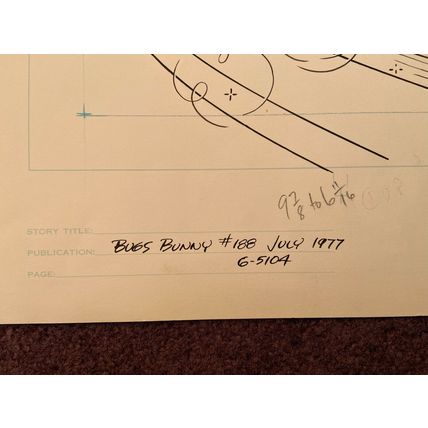 9 7/8 to 6 11/16
STORY TITLE:
PUBLICATION: BUGS BUNNY #188 JULY 1977
6-5104
PAGE: